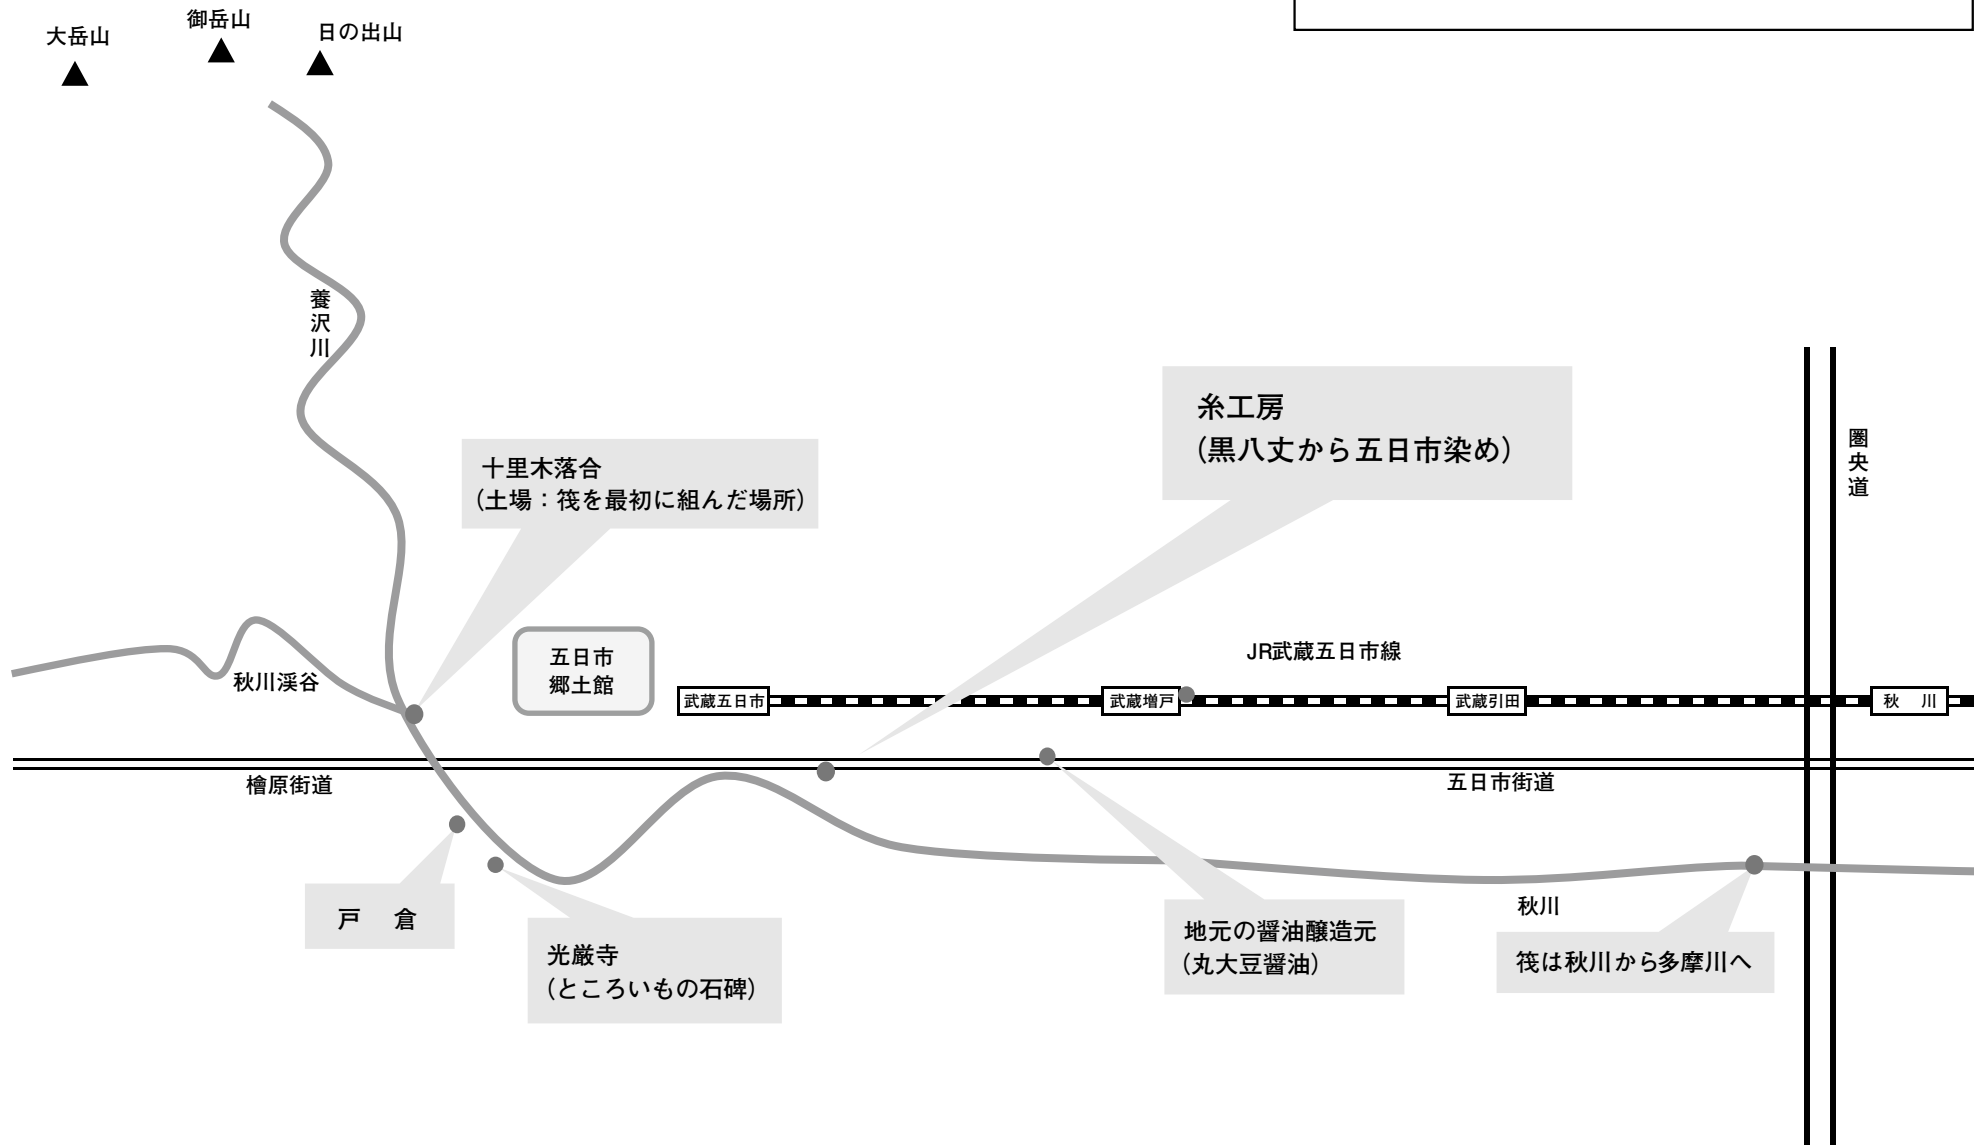 大岳山
御岳山
日の出山
養沢川
圏央道
糸工房
(黒八丈から五日市染め)
十里木落合
(土場：筏を最初に組んだ場所)
秋川渓谷
五日市
郷土館
JR武蔵五日市線
武蔵五日市
武蔵増戸
武蔵引田
秋　川
檜原街道
五日市街道
戸　倉
光厳寺
(ところいもの石碑)
地元の醤油醸造元
(丸大豆醤油)
秋川
筏は秋川から多摩川へ